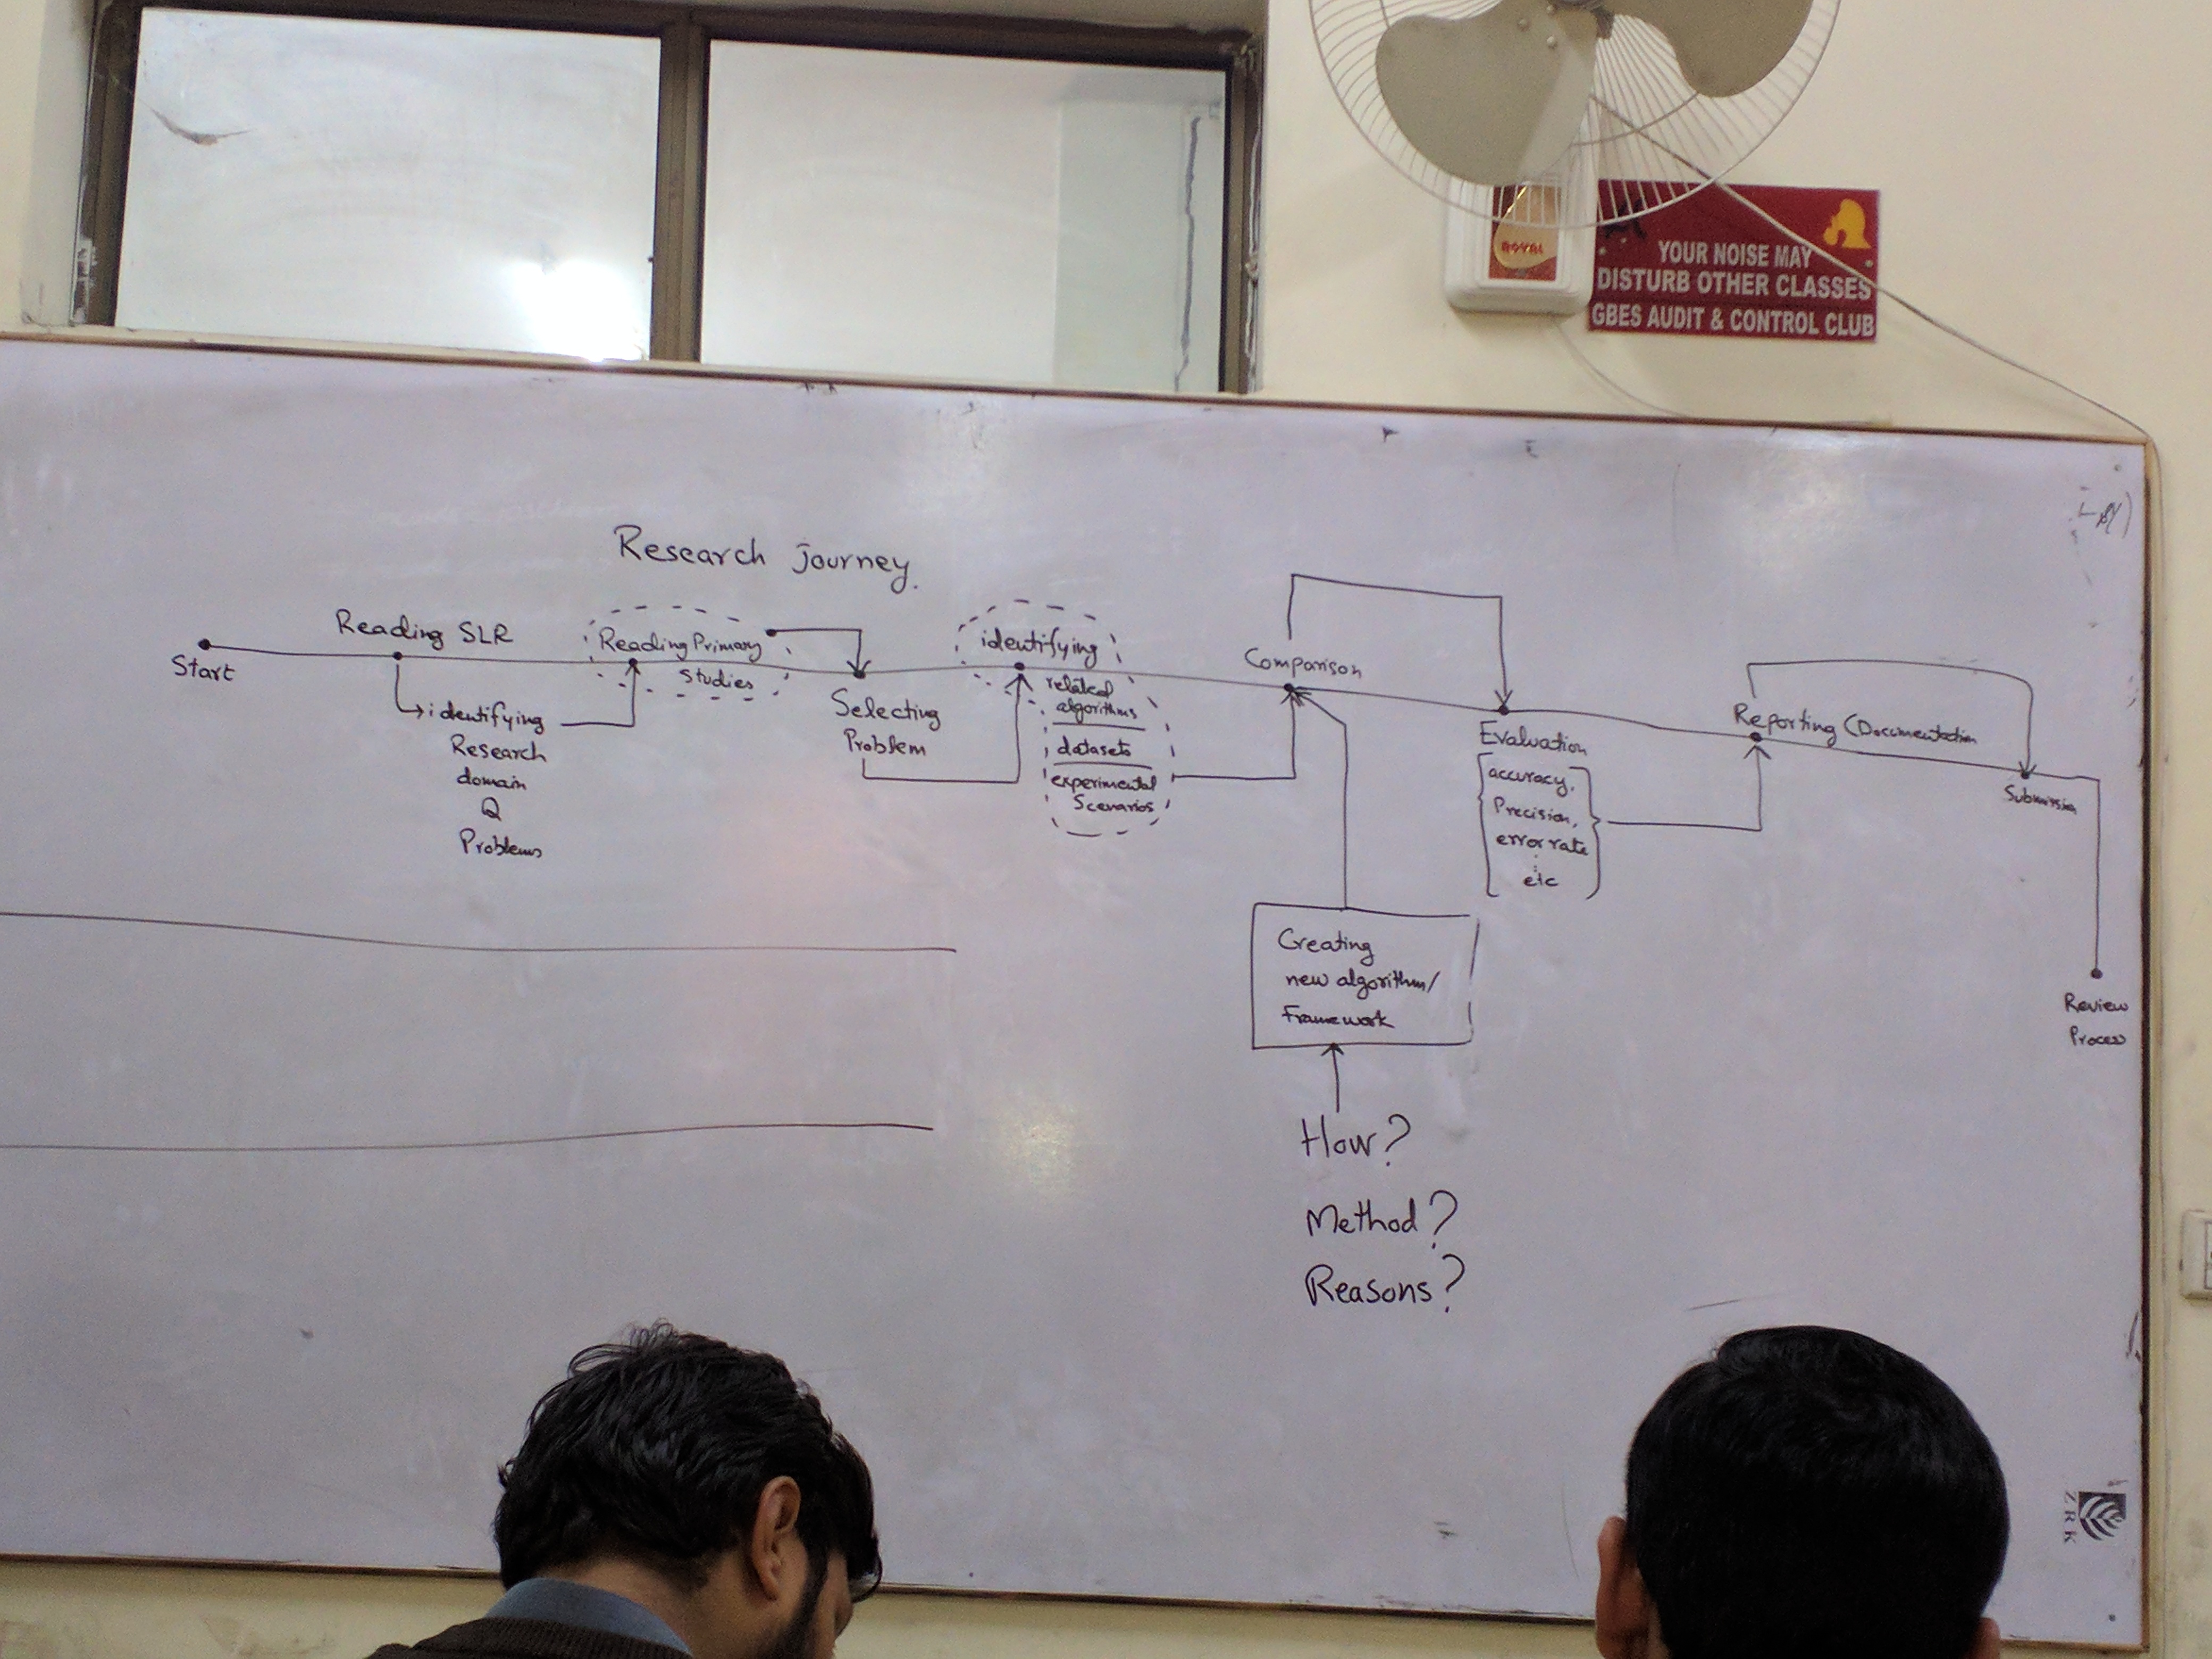 ROYAL
YOUR NOISE MAY
DISTURB OTHER CLASSES
GBES AUDIT & CONTROL CLUB
Research journey.
Start
Reading SLR
identifying
Research
domain
Q
Problems
Reading Primary
Studies
Selecting
Problem
identifying
related
algorithms
datasets
experimental
Scenarios
Comparison
Evaluation
accuracy,
Precision,
error rate
etc
Reporting (Documentation
Submission
Review
Process
Creating
new algorithm/
Framework
How?
Method?
Reasons?
ZRK